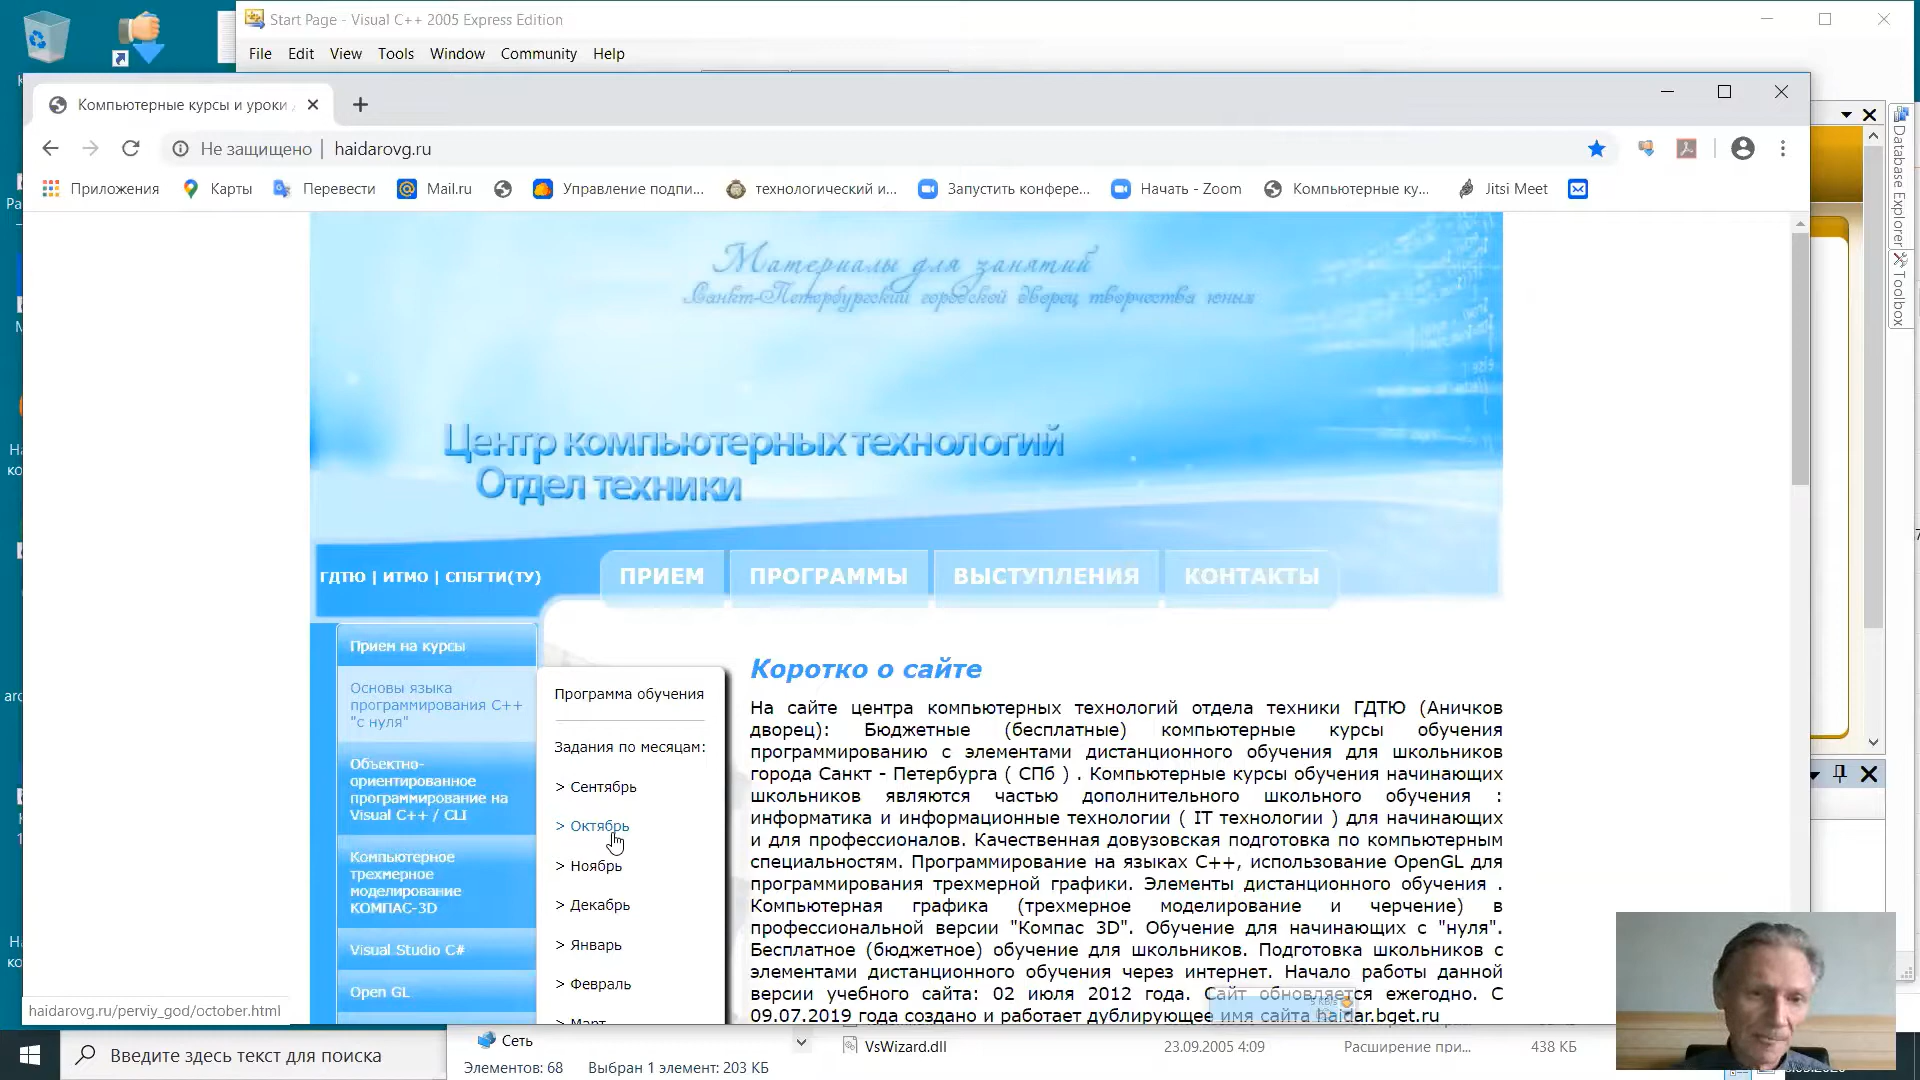 Start Page - Visual C++ 2005 Express Edition
File Edit View Tools Window Community Help
Компьютерные курсы и уроки
Не защищено | haidarovg.ru
Приложения Карты Перевести Mail.ru Управление подпи... технологический и... Запустить конфере... Начать - Zoom Компьютерные ку... Jitsi Meet
Database Explorer
Toolbox
Материалы для занятий
Санкт-Петербургский городской дворец творчества юных
Центр компьютерных технологий
Отдел техники
ГДТЮ | ИТМО | СПБГТИ(ТУ)
ПРИЕМ ПРОГРАММЫ ВЫСТУПЛЕНИЯ КОНТАКТЫ
Прием на курсы
Основы языка
программирования С++
"с нуля"
Объектно-
ориентированное
программирование на
Visual C++ / CLI
Компьютерное
трехмерное
моделирование
КОМПАС-3D
Visual Studio C#
Open GL
Программа обучения
Задания по месяцам:
> Сентябрь
> Октябрь
> Ноябрь
> Декабрь
> Январь
> Февраль
> Март
Коротко о сайте
На сайте центра компьютерных технологий отдела техники ГДТЮ (Аничков
дворец): Бюджетные (бесплатные) компьютерные курсы обучения
программированию с элементами дистанционного обучения для школьников
города Санкт - Петербурга ( СПб ) . Компьютерные курсы обучения начинающих
школьников являются частью дополнительного школьного обучения :
информатика и информационные технологии ( IT технологии ) для начинающих
и для профессионалов. Качественная довузовская подготовка по компьютерным
специальностям. Программирование на языках С++, использование OpenGL для
программирования трехмерной графики. Элементы дистанционного обучения .
Компьютерная графика (трехмерное моделирование и черчение) в
профессиональной версии "Компас 3D". Обучение для начинающих с "нуля".
Бесплатное (бюджетное) обучение для школьников. Подготовка школьников с
элементами дистанционного обучения через интернет. Начало работы данной
версии учебного сайта: 02 июля 2012 года. Сайт обновляется ежегодно. С
09.07.2019 года создано и работает дублирующее имя сайта haidar.bget.ru
haidarovg.ru/perviy_god/october.html
Сеть
VsWizard.dll 23.09.2005 4:09 Расширение при... 438 КБ
Введите здесь текст для поиска
Элементов: 68 Выбран 1 элемент: 203 КБ